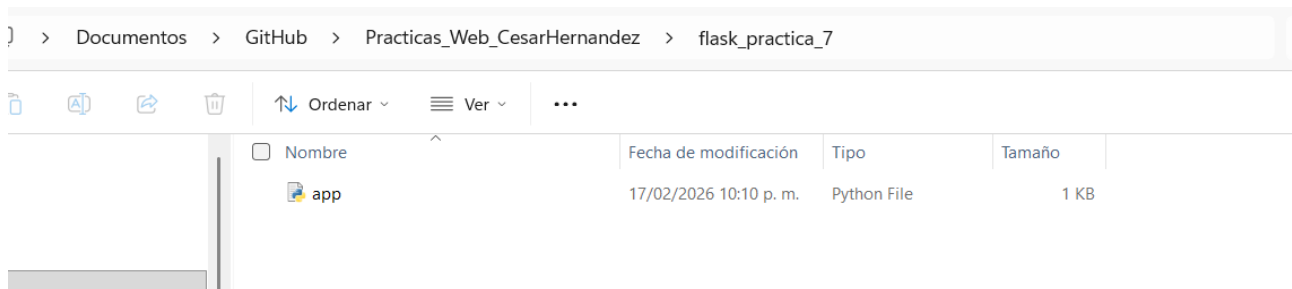 > Documentos > GitHub > Practicas_Web_CesarHernandez > flask_practica_7
Ordenar Ver ...
Nombre Fecha de modificación Tipo Tamaño
app 17/02/2026 10:10 p. m. Python File 1 KB